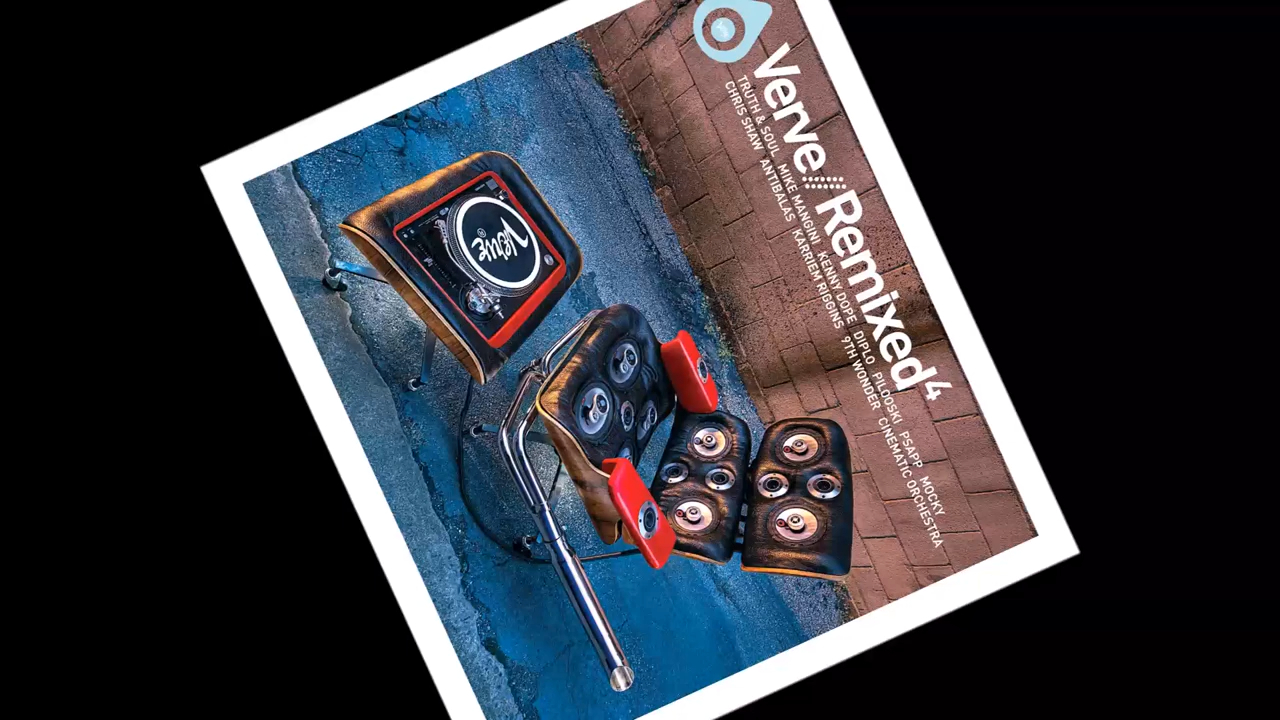 Verve//Remixed4
TRUTH & SOUL MIKE MANGINI KENNY DOPE DIPLO PILOOSKI PSAPP MOCKY
CHRIS SHAW ANTIBALAS KARRIEM RIGGINS 9TH WONDER CINEMATIC ORCHESTRA
Verve®